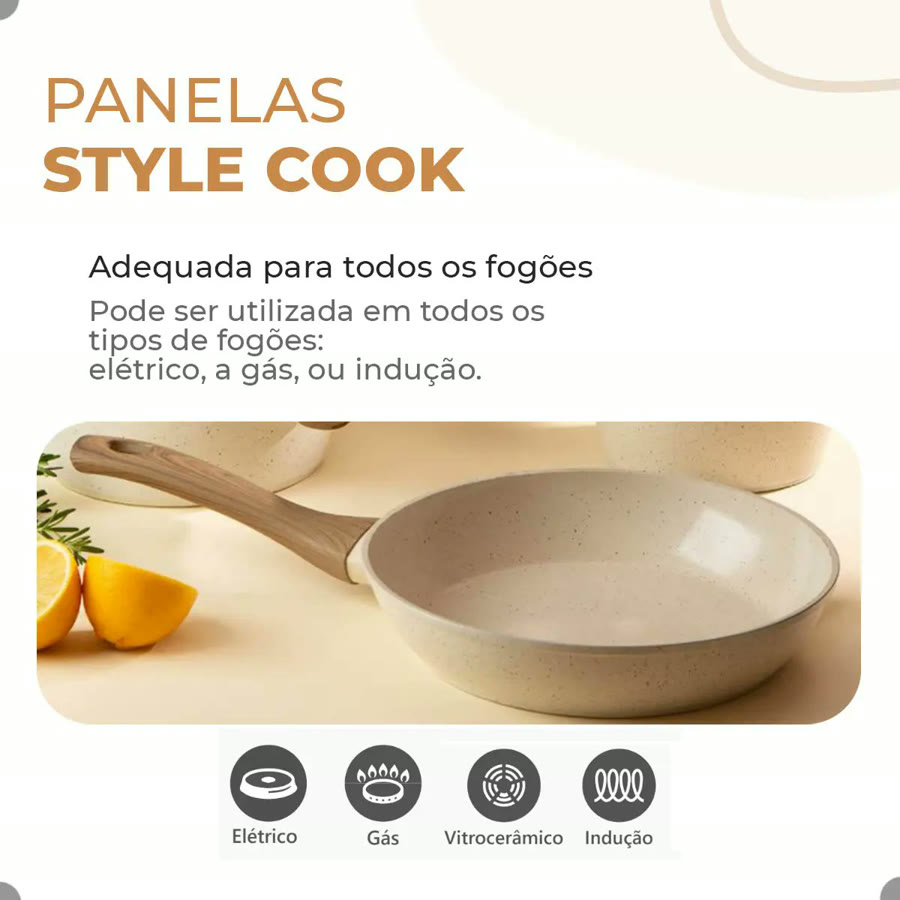 PANELAS
STYLE COOK
Adequada para todos os fogões
Pode ser utilizada em todos os
tipos de fogões:
elétrico, a gás, ou indução.
Elétrico
Gás
Vitrocerâmico
Indução